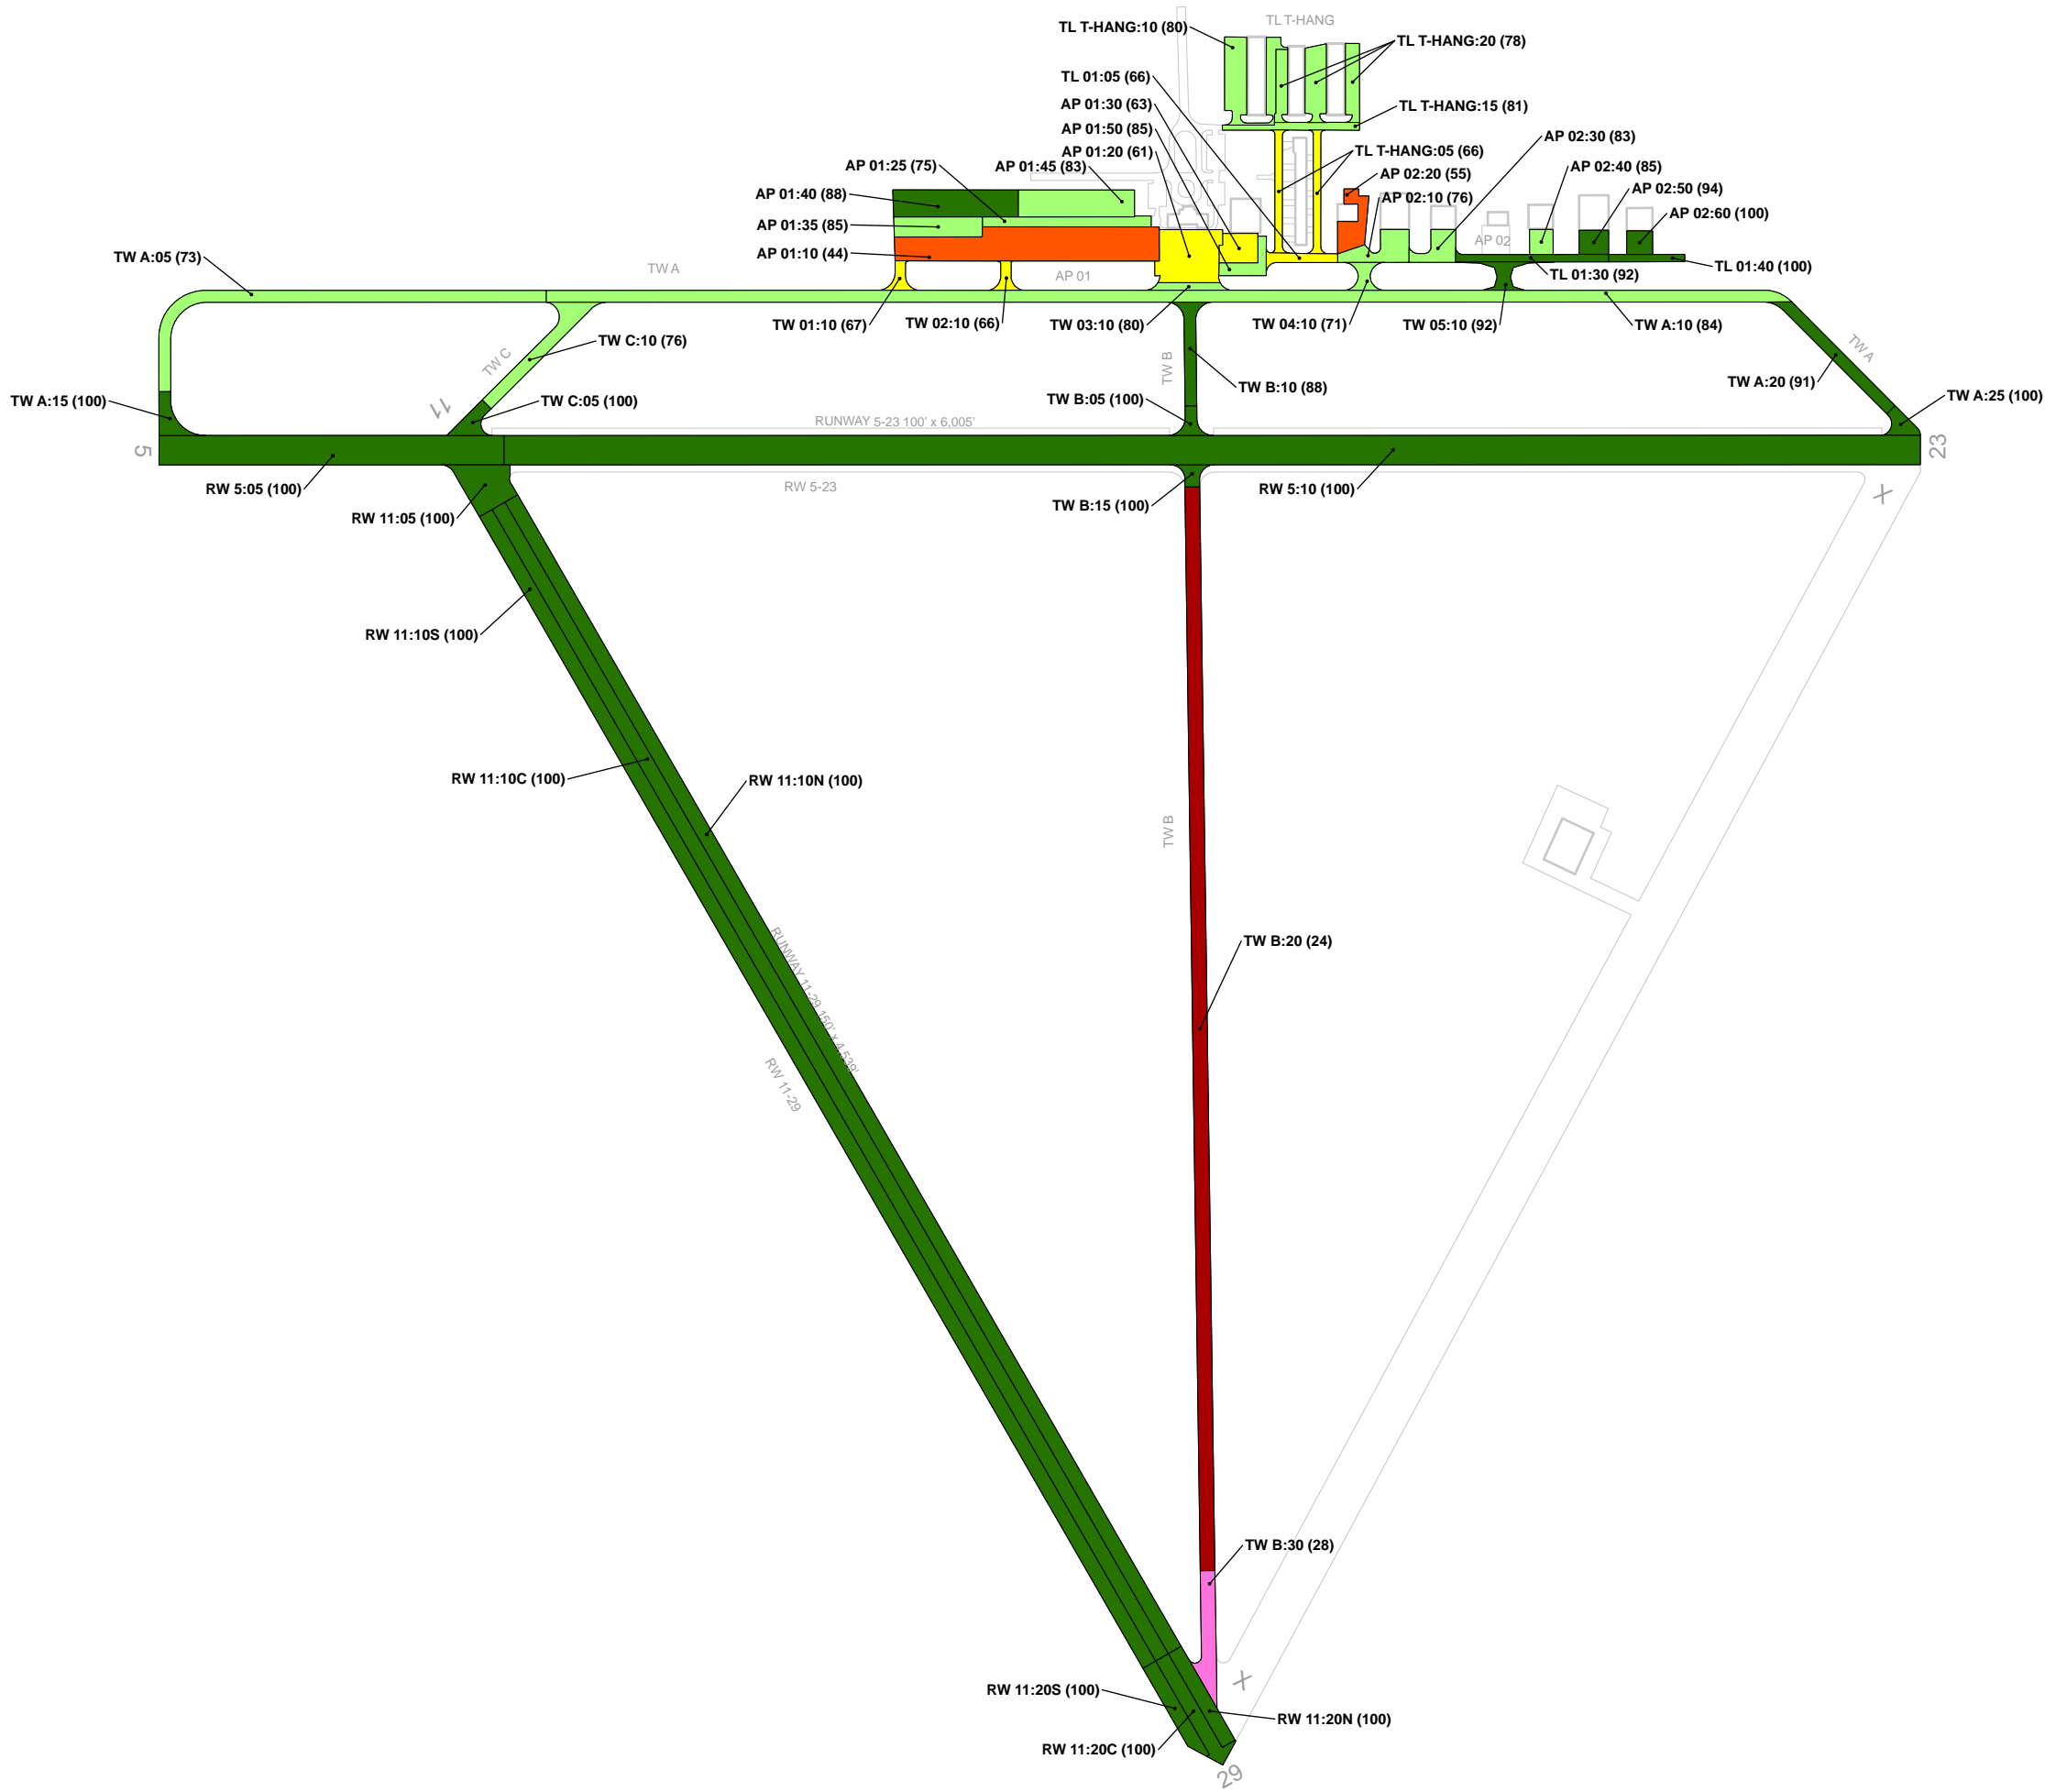 TL T-HANG:10 (80)
TL T-HANG
TL T-HANG:20 (78)
TL 01:05 (66)
AP 01:30 (63)
TL T-HANG:15 (81)
AP 01:50 (85)
AP 02:30 (83)
AP 01:20 (61)
TL T-HANG:05 (66)
AP 01:25 (75)
AP 01:45 (83)
AP 02:40 (85)
AP 02:20 (55)
AP 01:40 (88)
AP 02:10 (76)
AP 02:50 (94)
AP 02:60 (100)
AP 01:35 (85)
AP 02
AP 01:10 (44)
TW A:05 (73)
TW A
AP 01
TL 01:30 (92)
TL 01:40 (100)
TW 01:10 (67)
TW 02:10 (66)
TW 03:10 (80)
TW 04:10 (71)
TW 05:10 (92)
TW A:10 (84)
TW C:10 (76)
TW C
TW B
TW A
TW B:10 (88)
TW A:20 (91)
TW A:15 (100)
11
TW C:05 (100)
TW B:05 (100)
TW A:25 (100)
RUNWAY 5-23 100' x 6,005'
5
23
RW 5:05 (100)
RW 5-23
RW 5:10 (100)
X
TW B:15 (100)
RW 11:05 (100)
RW 11:10S (100)
RW 11:10C (100)
RW 11:10N (100)
TW B
TW B:20 (24)
RUNWAY 11-29 150' x 4,539'
RW 11-29
TW B:30 (28)
X
RW 11:20S (100)
RW 11:20N (100)
RW 11:20C (100)
29